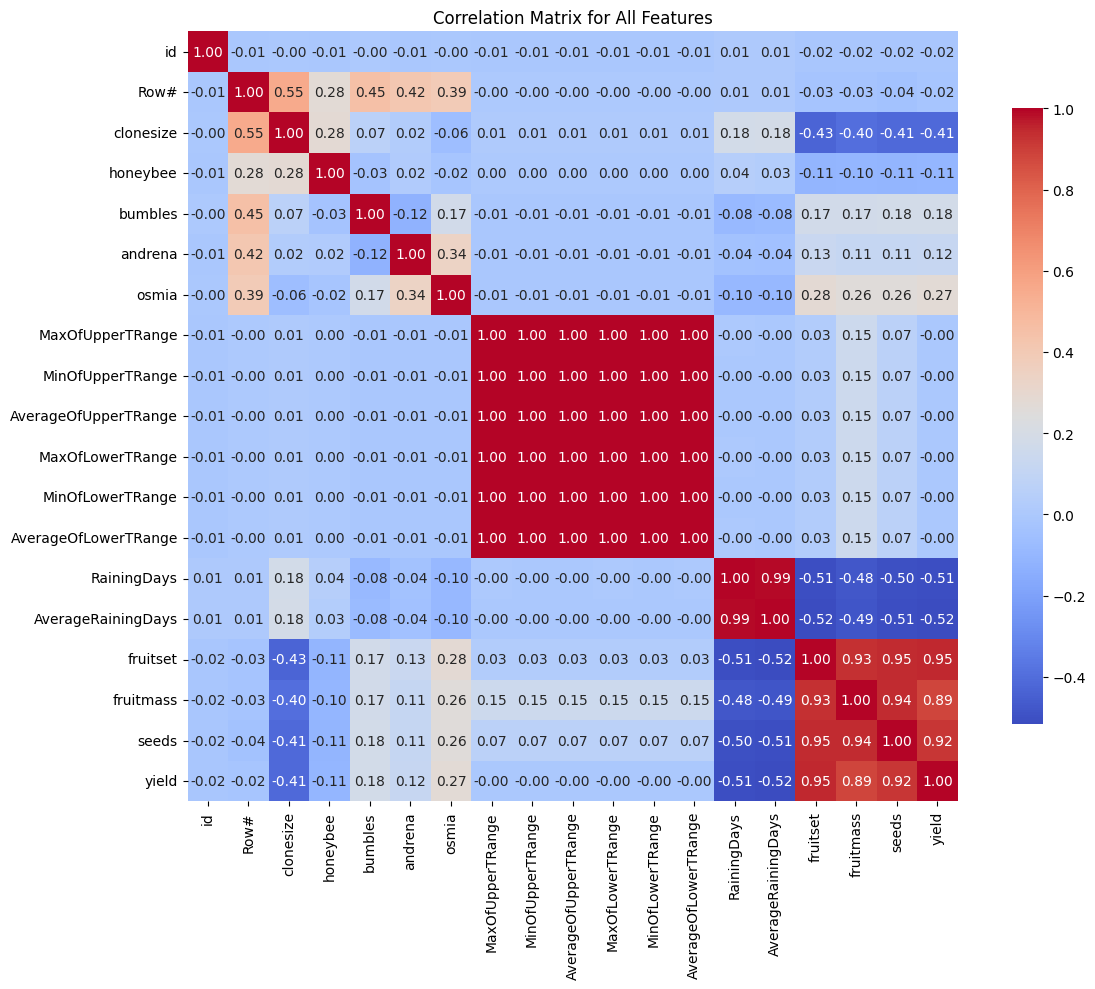 Correlation Matrix for All Features
id 1.00 -0.01 -0.00 -0.01 -0.00 -0.01 -0.00 -0.01 -0.01 -0.01 -0.01 -0.01 -0.01 0.01 0.01 -0.02 -0.02 -0.02 -0.02
Row# -0.01 1.00 0.55 0.28 0.45 0.42 0.39 -0.00 -0.00 -0.00 -0.00 -0.00 -0.00 0.01 0.01 -0.03 -0.03 -0.04 -0.02
clonesize -0.00 0.55 1.00 0.28 0.07 0.02 -0.06 0.01 0.01 0.01 0.01 0.01 0.01 0.18 0.18 -0.43 -0.40 -0.41 -0.41
honeybee -0.01 0.28 0.28 1.00 -0.03 0.02 -0.02 0.00 0.00 0.00 0.00 0.00 0.00 0.04 0.03 -0.11 -0.10 -0.11 -0.11
bumbles -0.00 0.45 0.07 -0.03 1.00 -0.12 0.17 -0.01 -0.01 -0.01 -0.01 -0.01 -0.01 -0.08 -0.08 0.17 0.17 0.18 0.18
andrena -0.01 0.42 0.02 0.02 -0.12 1.00 0.34 -0.01 -0.01 -0.01 -0.01 -0.01 -0.01 -0.04 -0.04 0.13 0.11 0.11 0.12
osmia -0.00 0.39 -0.06 -0.02 0.17 0.34 1.00 -0.01 -0.01 -0.01 -0.01 -0.01 -0.01 -0.10 -0.10 0.28 0.26 0.26 0.27
MaxOfUpperTRange -0.01 -0.00 0.01 0.00 -0.01 -0.01 -0.01 1.00 1.00 1.00 1.00 1.00 1.00 -0.00 -0.00 0.03 0.15 0.07 -0.00
MinOfUpperTRange -0.01 -0.00 0.01 0.00 -0.01 -0.01 -0.01 1.00 1.00 1.00 1.00 1.00 1.00 -0.00 -0.00 0.03 0.15 0.07 -0.00
AverageOfUpperTRange -0.01 -0.00 0.01 0.00 -0.01 -0.01 -0.01 1.00 1.00 1.00 1.00 1.00 1.00 -0.00 -0.00 0.03 0.15 0.07 -0.00
MaxOfLowerTRange -0.01 -0.00 0.01 0.00 -0.01 -0.01 -0.01 1.00 1.00 1.00 1.00 1.00 1.00 -0.00 -0.00 0.03 0.15 0.07 -0.00
MinOfLowerTRange -0.01 -0.00 0.01 0.00 -0.01 -0.01 -0.01 1.00 1.00 1.00 1.00 1.00 1.00 -0.00 -0.00 0.03 0.15 0.07 -0.00
AverageOfLowerTRange -0.01 -0.00 0.01 0.00 -0.01 -0.01 -0.01 1.00 1.00 1.00 1.00 1.00 1.00 -0.00 -0.00 0.03 0.15 0.07 -0.00
RainingDays 0.01 0.01 0.18 0.04 -0.08 -0.04 -0.10 -0.00 -0.00 -0.00 -0.00 -0.00 -0.00 1.00 0.99 -0.51 -0.48 -0.50 -0.51
AverageRainingDays 0.01 0.01 0.18 0.03 -0.08 -0.04 -0.10 -0.00 -0.00 -0.00 -0.00 -0.00 -0.00 0.99 1.00 -0.52 -0.49 -0.51 -0.52
fruitset -0.02 -0.03 -0.43 -0.11 0.17 0.13 0.28 0.03 0.03 0.03 0.03 0.03 0.03 -0.51 -0.52 1.00 0.93 0.95 0.95
fruitmass -0.02 -0.03 -0.40 -0.10 0.17 0.11 0.26 0.15 0.15 0.15 0.15 0.15 0.15 -0.48 -0.49 0.93 1.00 0.94 0.89
seeds -0.02 -0.04 -0.41 -0.11 0.18 0.11 0.26 0.07 0.07 0.07 0.07 0.07 0.07 -0.50 -0.51 0.95 0.94 1.00 0.92
yield -0.02 -0.02 -0.41 -0.11 0.18 0.12 0.27 -0.00 -0.00 -0.00 -0.00 -0.00 -0.00 -0.51 -0.52 0.95 0.89 0.92 1.00
id
Row#
clonesize
honeybee
bumbles
andrena
osmia
MaxOfUpperTRange
MinOfUpperTRange
AverageOfUpperTRange
MaxOfLowerTRange
MinOfLowerTRange
AverageOfLowerTRange
RainingDays
AverageRainingDays
fruitset
fruitmass
seeds
yield
1.0
0.8
0.6
0.4
0.2
0.0
−0.2
−0.4